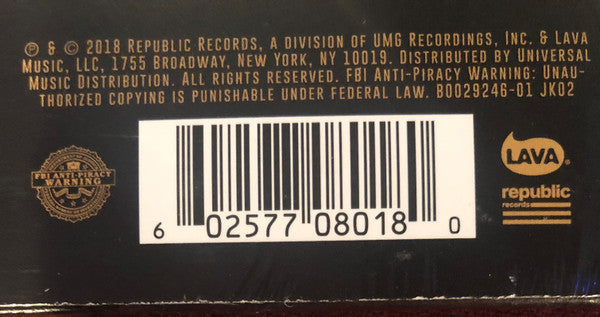 ℗ & © 2018 Republic Records, a division of UMG Recordings, Inc. & Lava
Music, LLC, 1755 Broadway, New York, NY 10019. Distributed by Universal
Music Distribution. All rights reserved. FBI Anti-Piracy Warning: Unau-
thorized copying is punishable under federal law. B0029246-01 JK02
FBI ANTI-PIRACY
WARNING
6 02577 08018 0
LAVA®
republic
records